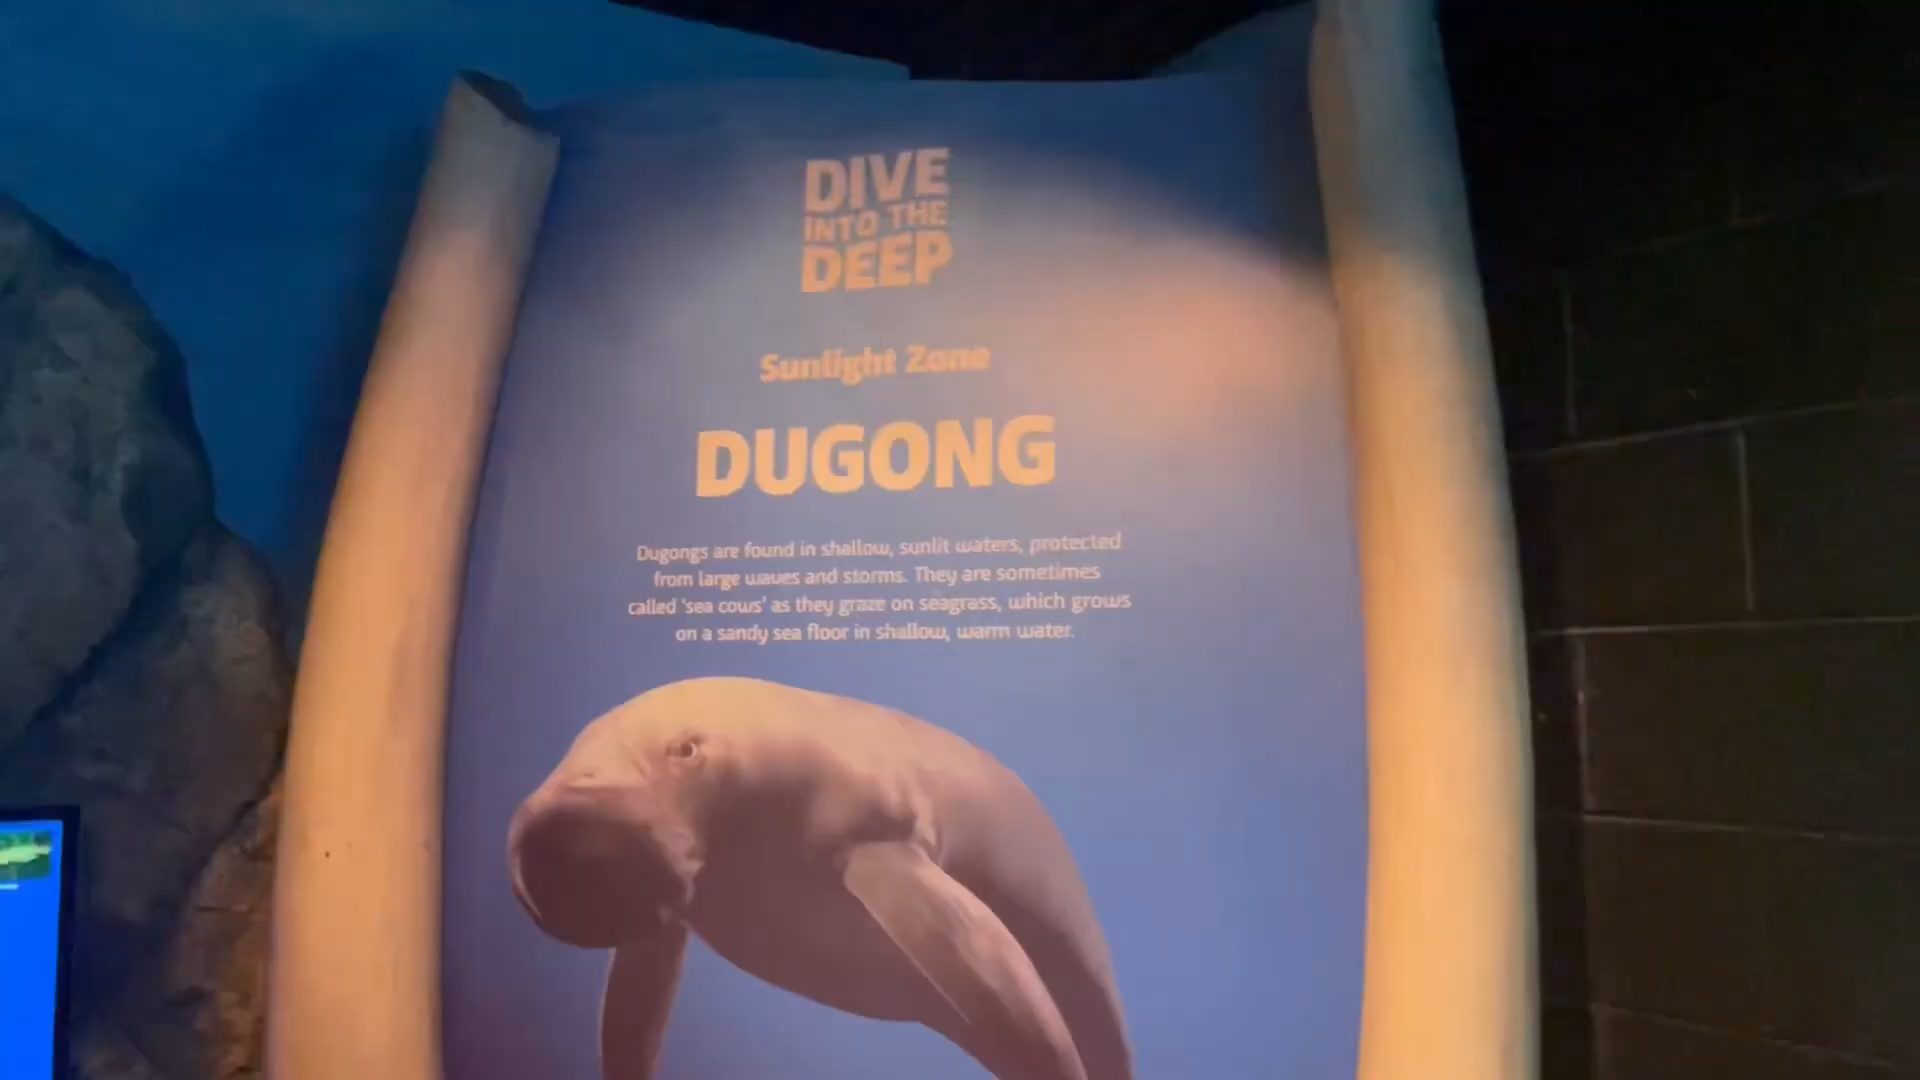 DIVE
INTO THE
DEEP
Sunlight Zone
DUGONG
Dugongs are found in shallow, sunlit waters, protected
from large waves and storms. They are sometimes
called 'sea cows' as they graze on seagrass, which grows
on a sandy sea floor in shallow, warm water.